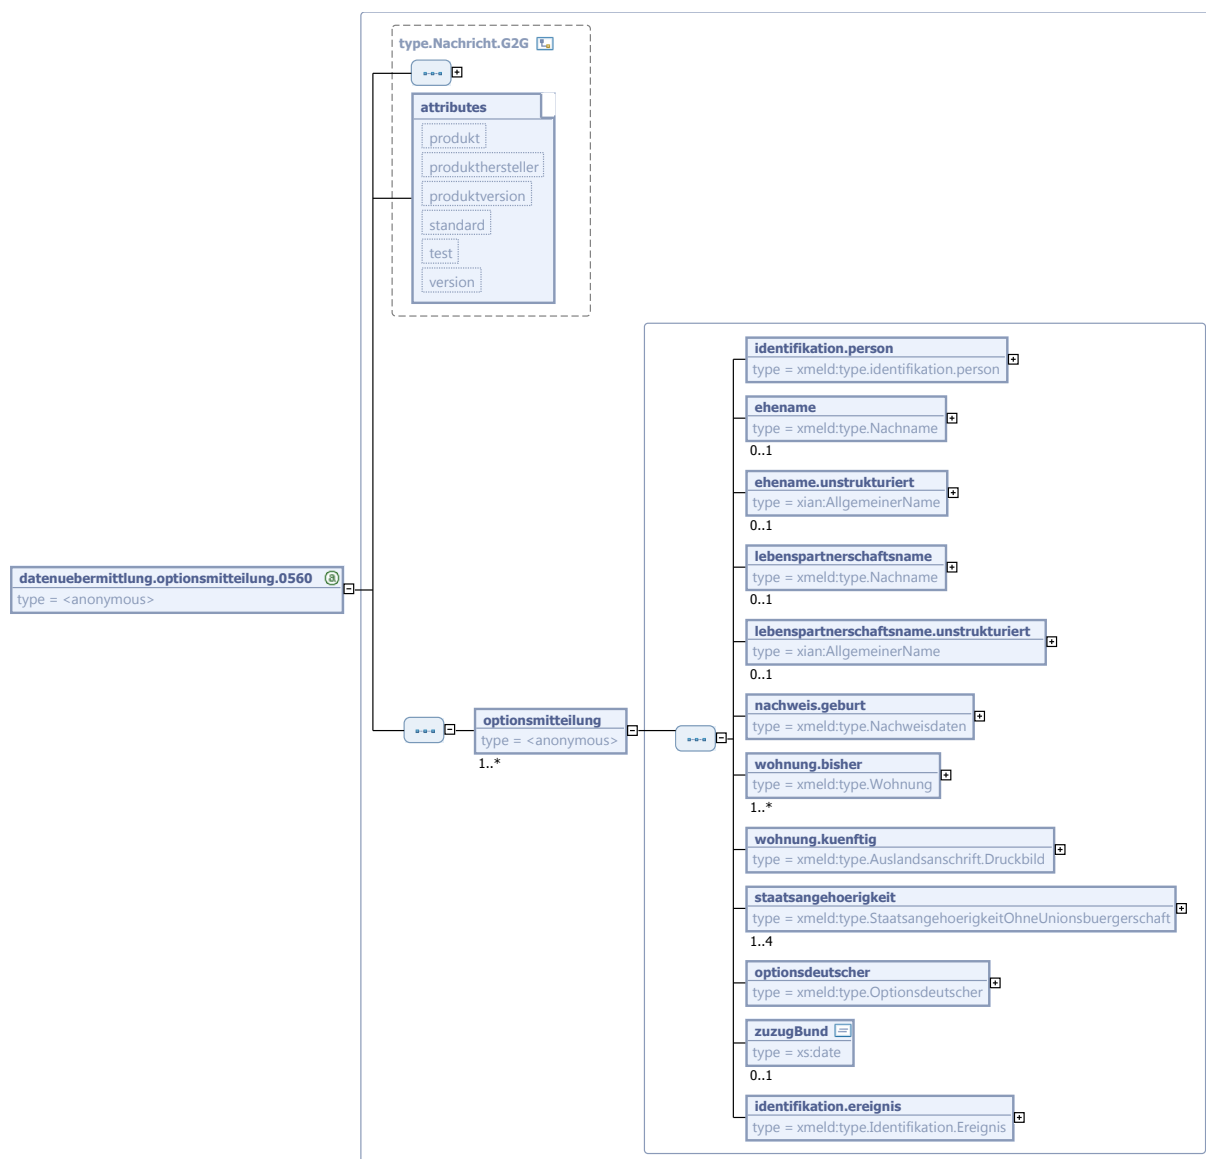 type.Nachricht.G2G
attributes
produkt
produkthersteller
produktversion
standard
test
version
datenuebermittlung.optionsmitteilung.0560
type = <anonymous>
optionsmitteilung
type = <anonymous>
1..*
identifikation.person
type = xmeld:type.identifikation.person
ehename
type = xmeld:type.Nachname
0..1
ehename.unstrukturiert
type = xian:AllgemeinerName
0..1
lebenspartnerschaftsname
type = xmeld:type.Nachname
0..1
lebenspartnerschaftsname.unstrukturiert
type = xian:AllgemeinerName
0..1
nachweis.geburt
type = xmeld:type.Nachweisdaten
wohnung.bisher
type = xmeld:type.Wohnung
1..*
wohnung.kuenftig
type = xmeld:type.Auslandsanschrift.Druckbild
staatsangehoerigkeit
type = xmeld:type.StaatsangehoerigkeitOhneUnionsbuergerschaft
1..4
optionsdeutscher
type = xmeld:type.Optionsdeutscher
zuzugBund
type = xs:date
0..1
identifikation.ereignis
type = xmeld:type.Identifikation.Ereignis